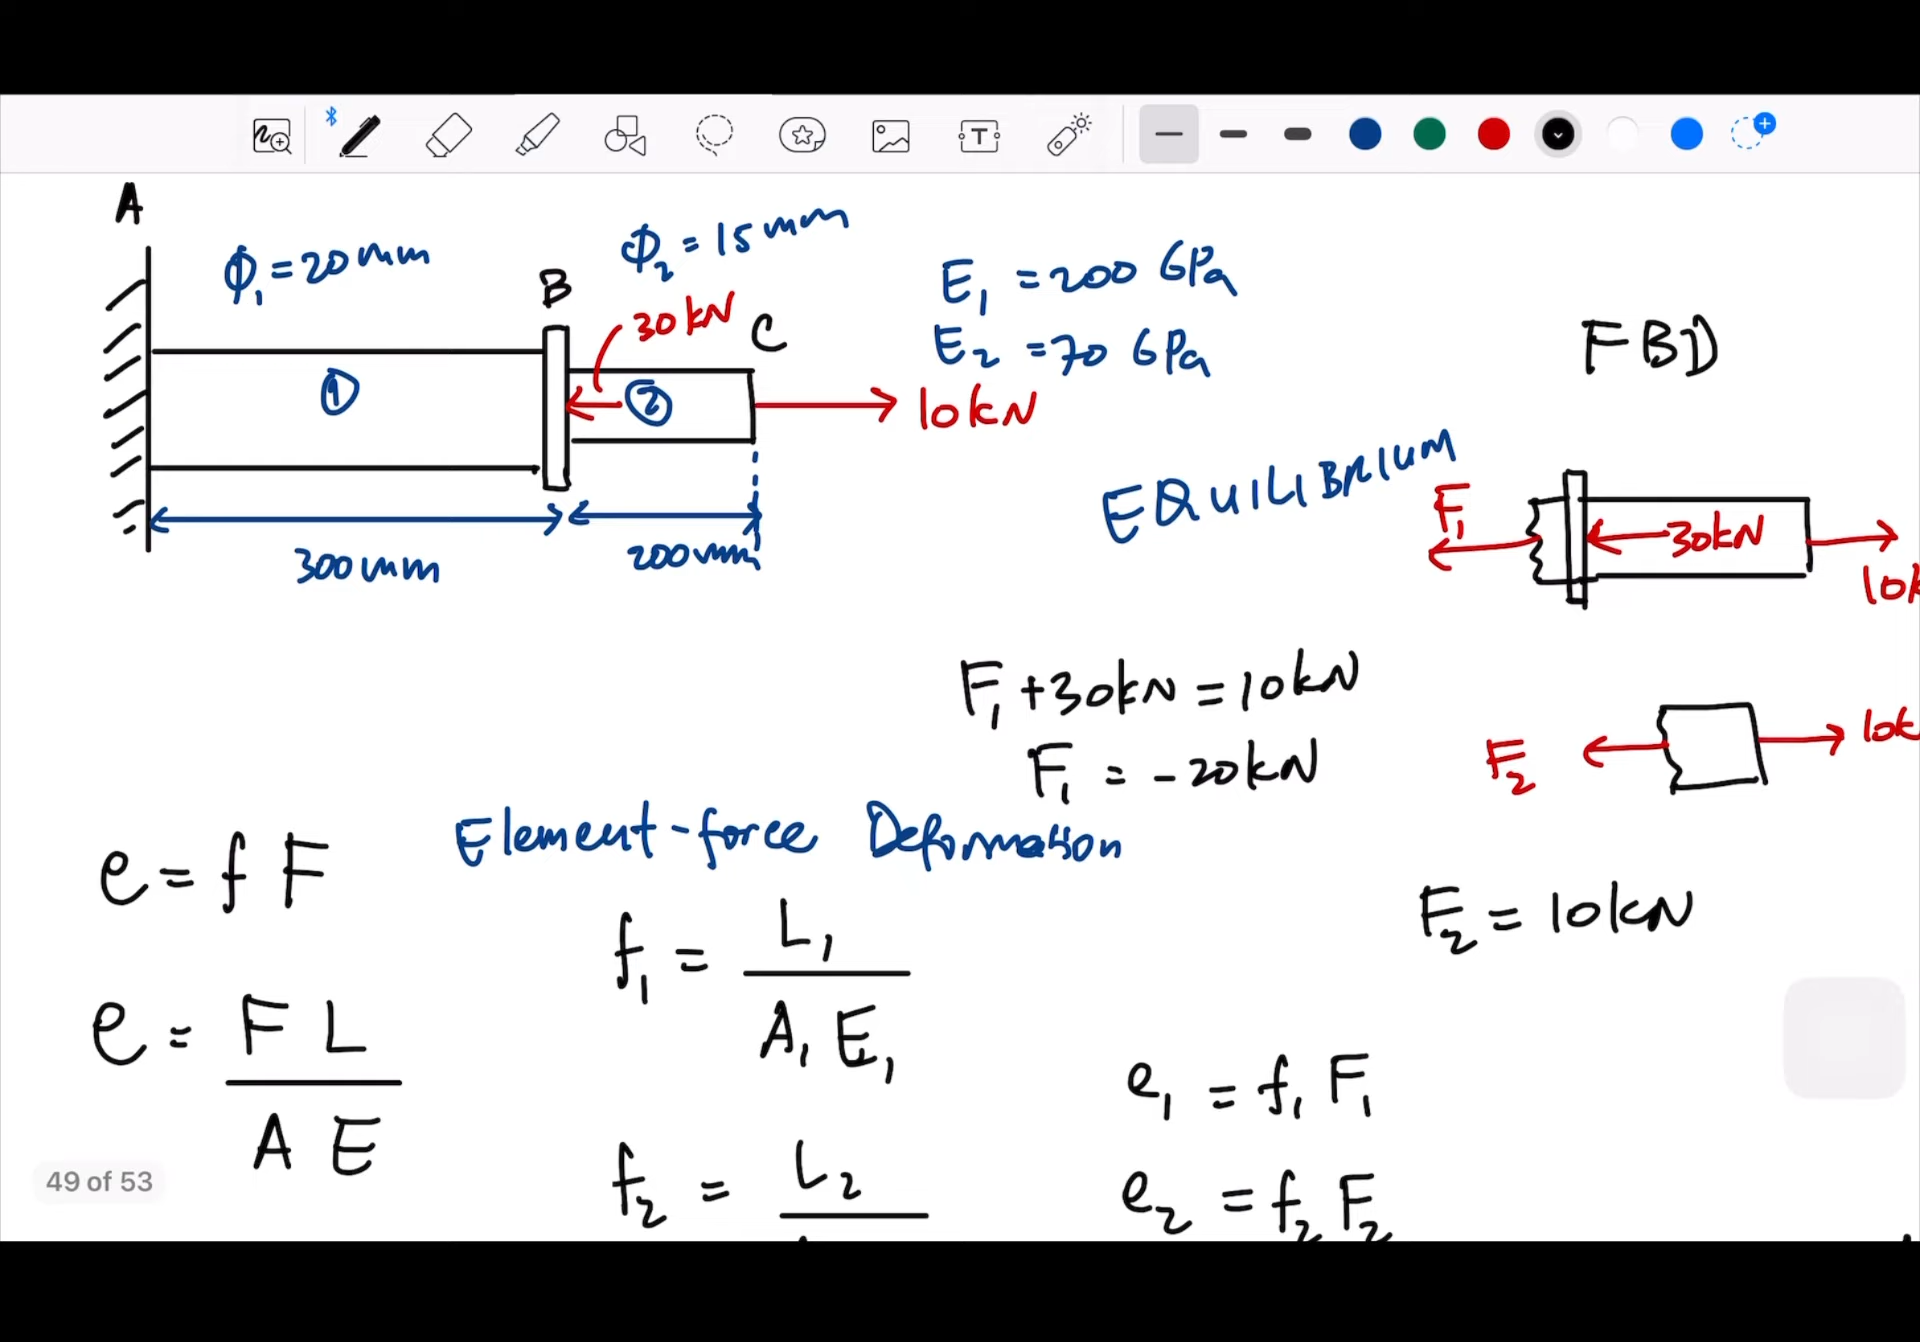 A
Φ₁ = 20 mm
Φ₂ = 15 mm
B
30 kN
C
E₁ = 200 GPa
E₂ = 70 GPa
FBD
①
②
10 kN
EQUILIBRIUM
F₁
30kN
10k
300 mm
200 mm
F₁ + 30kN = 10kN
F₁ = -20kN
F₂
10k
Element-force Deformation
e = f F
F₂ = 10kN
f₁ = L₁ / A₁ E₁
e = F L / A E
e₁ = f₁ F₁
f₂ = L₂
e₂ = f₂ F₂
49 of 53